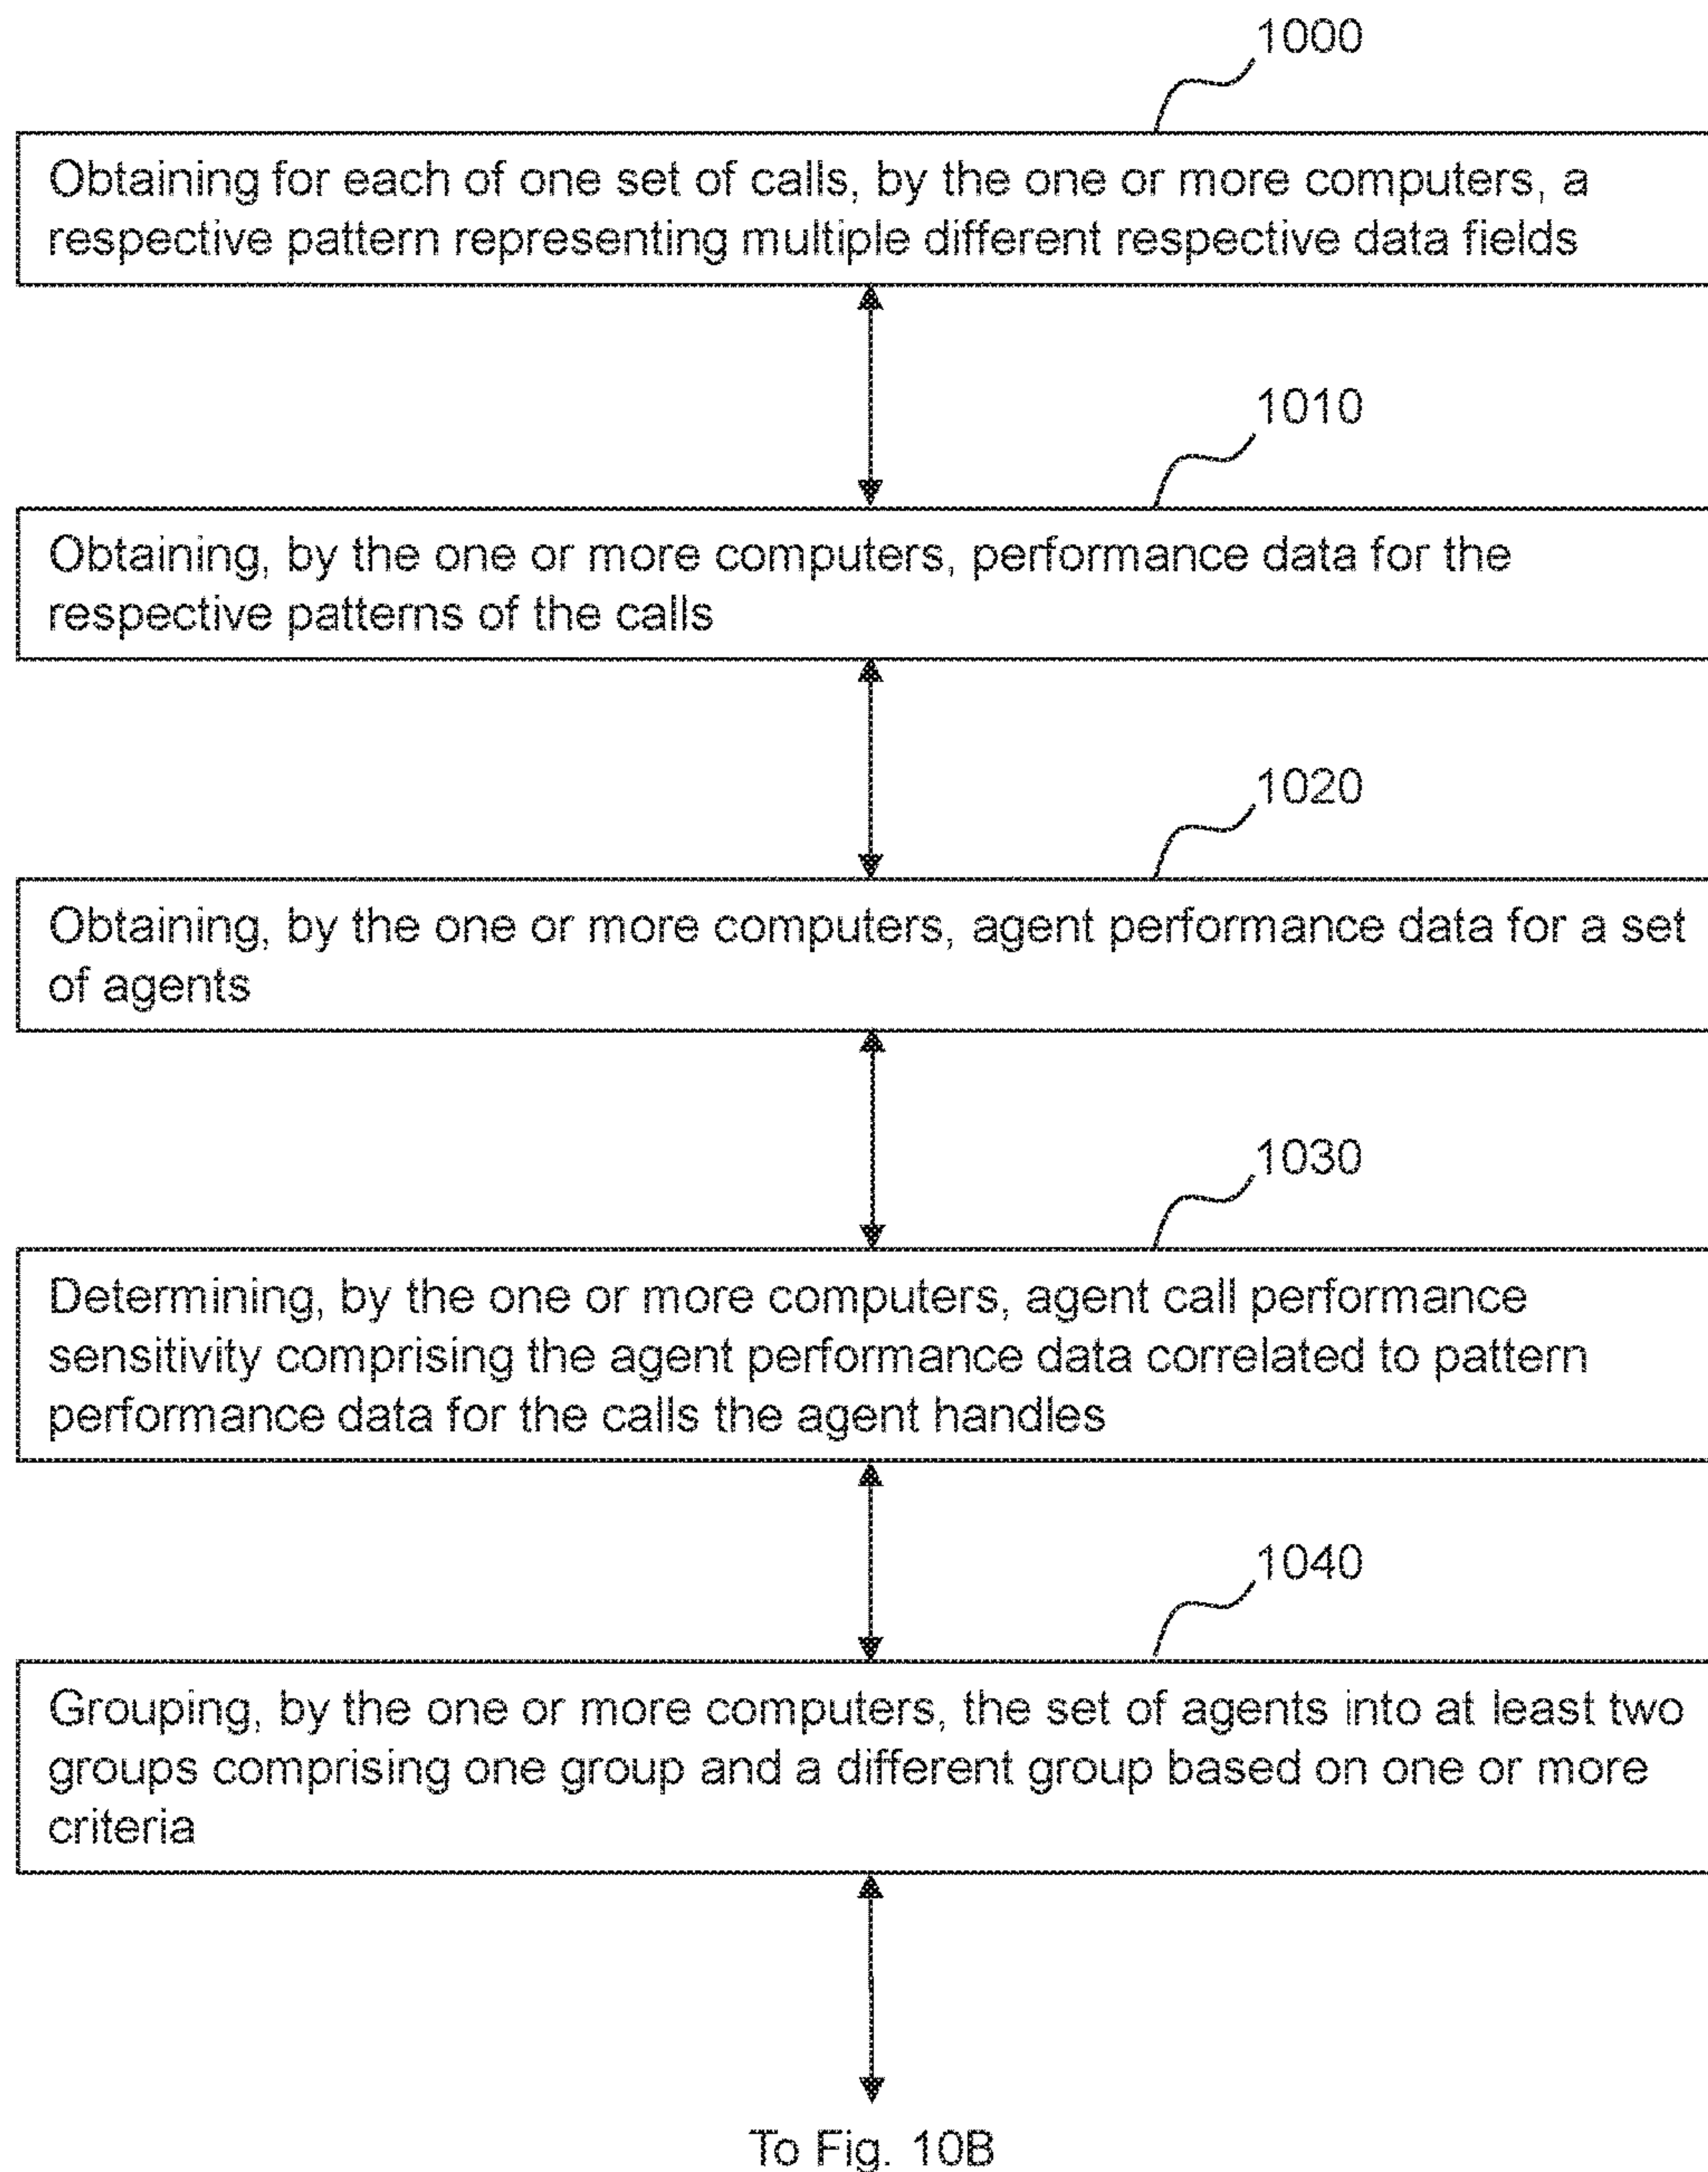 1000
Obtaining for each of one set of calls, by the one or more computers, a
respective pattern representing multiple different respective data fields
1010
Obtaining, by the one or more computers, performance data for the
respective patterns of the calls
1020
Obtaining, by the one or more computers, agent performance data for a set
of agents
1030
Determining, by the one or more computers, agent call performance
sensitivity comprising the agent performance data correlated to pattern
performance data for the calls the agent handles
1040
Grouping, by the one or more computers, the set of agents into at least two
groups comprising one group and a different group based on one or more
criteria
To Fig. 10B